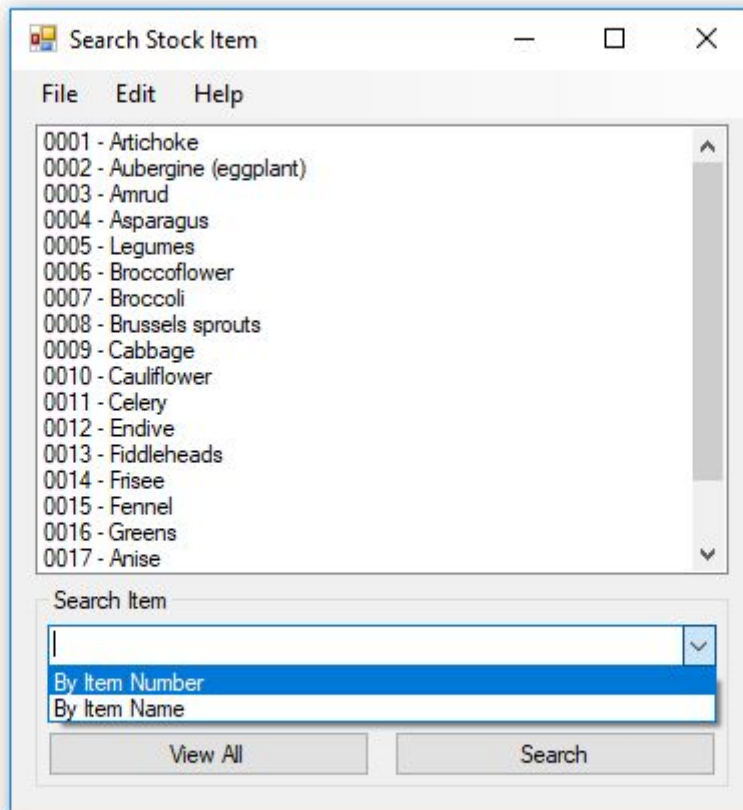 Search Stock Item
File Edit Help
0001 - Artichoke
0002 - Aubergine (eggplant)
0003 - Amrud
0004 - Asparagus
0005 - Legumes
0006 - Broccoflower
0007 - Broccoli
0008 - Brussels sprouts
0009 - Cabbage
0010 - Cauliflower
0011 - Celery
0012 - Endive
0013 - Fiddleheads
0014 - Frisee
0015 - Fennel
0016 - Greens
0017 - Anise
Search Item
By Item Number
By Item Name
View All Search